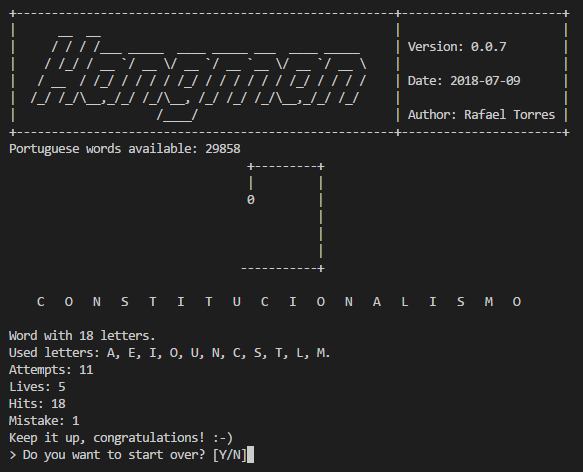 Hangman
Version: 0.0.7
Date: 2018-07-09
Author: Rafael Torres
Portuguese words available: 29858
0
C O N S T I T U C I O N A L I S M O
Word with 18 letters.
Used letters: A, E, I, O, U, N, C, S, T, L, M.
Attempts: 11
Lives: 5
Hits: 18
Mistake: 1
Keep it up, congratulations! :-)
> Do you want to start over? [Y/N]